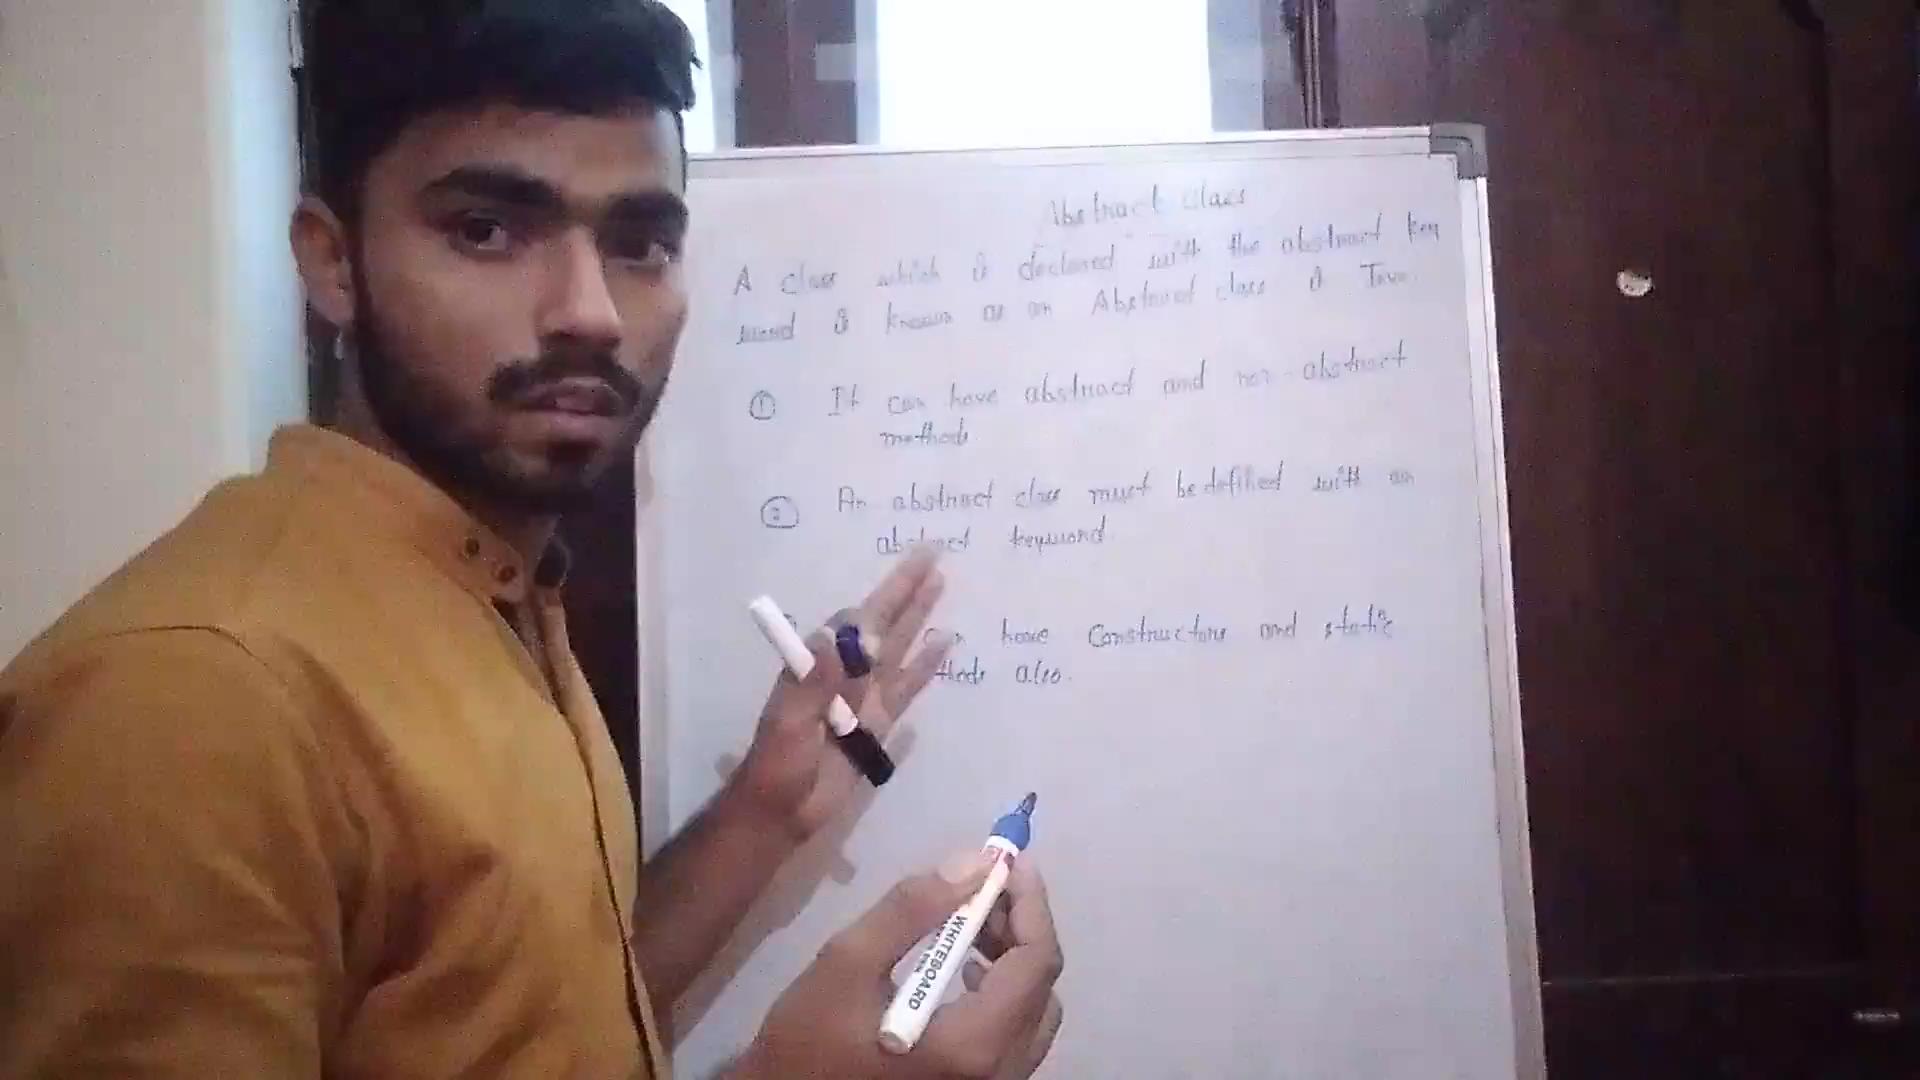 Abstract class
A class which is declared with the abstract key
word is known as an Abstract class is Java.
① It can have abstract and non-abstract
methods
② An abstract class must be defined with an
abstract keyword.
have Constructors and static
thods also.
WHITEBOARD